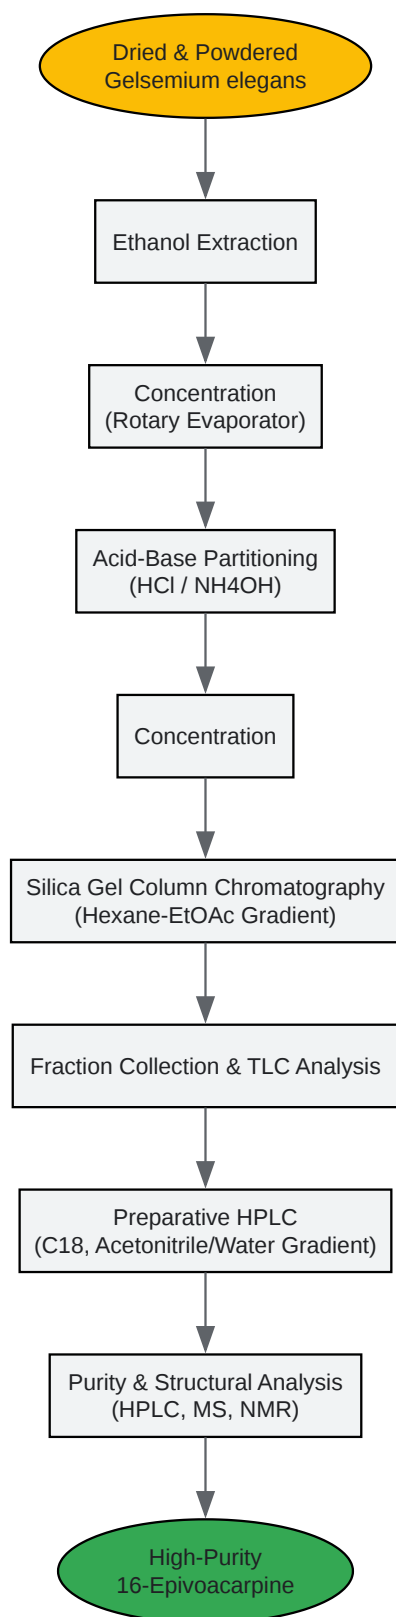 Dried & Powdered
Gelsemium elegans
Ethanol Extraction
Concentration
(Rotary Evaporator)
Acid-Base Partitioning
(HCl / NH4OH)
Concentration
Silica Gel Column Chromatography
(Hexane-EtOAc Gradient)
Fraction Collection & TLC Analysis
Preparative HPLC
(C18, Acetonitrile/Water Gradient)
Purity & Structural Analysis
(HPLC, MS, NMR)
High-Purity
16-Epivoacarpine